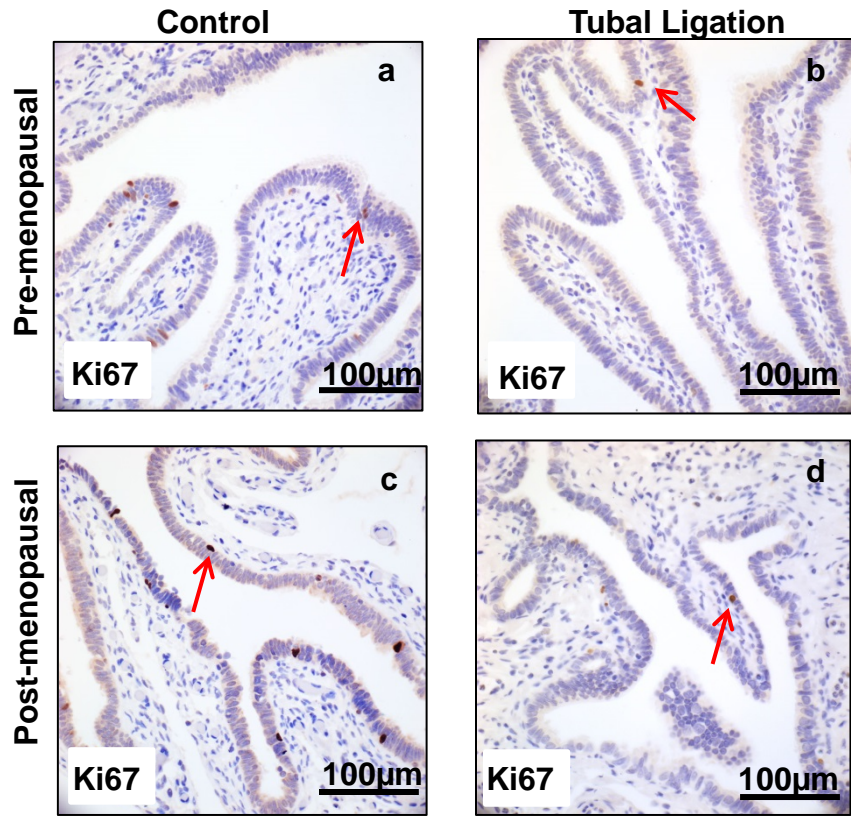 Control
Tubal Ligation
Pre-menopausal
a
Ki67
100μm
b
Ki67
100μm
Post-menopausal
c
Ki67
100μm
d
Ki67
100μm